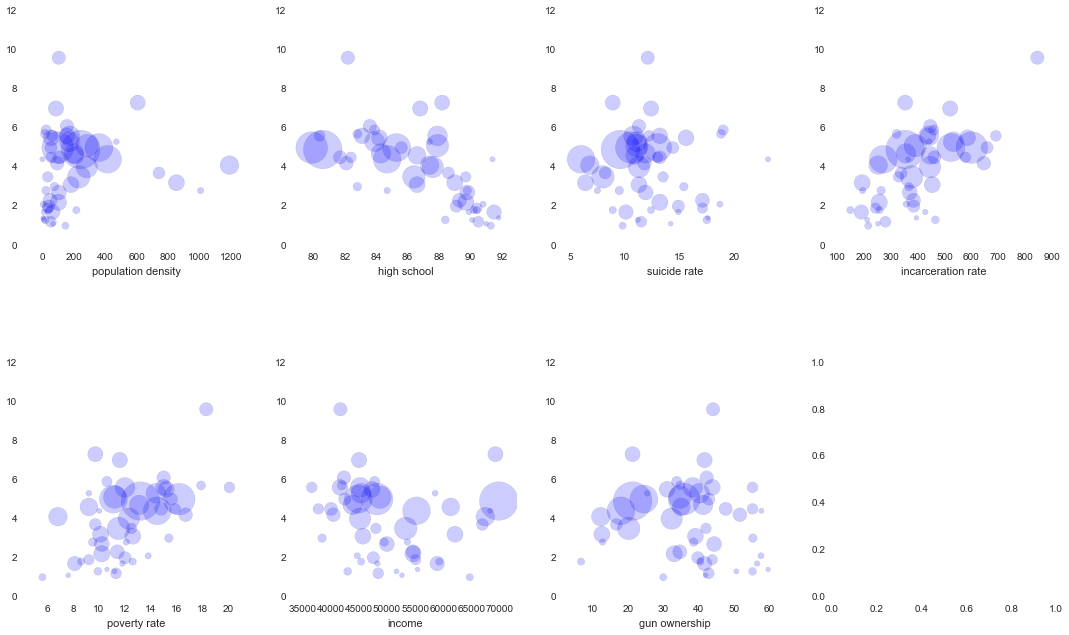 12 12 12 12
10 10 10 10
8 8 8 8
6 6 6 6
4 4 4 4
2 2 2 2
0 0 0 0
0 200 400 600 800 1000 1200 80 82 84 86 88 90 92 5 10 15 20 100 200 300 400 500 600 700 800 900
population density high school suicide rate incarceration rate
12 12 12 1.0
10 10 10 0.8
8 8 8 0.6
6 6 6 0.4
4 4 4 0.2
2 2 2 0.0
0 0 0
6 8 10 12 14 16 18 20 35000 40000 45000 50000 55000 60000 65000 70000 10 20 30 40 50 60 0.0 0.2 0.4 0.6 0.8 1.0
poverty rate income gun ownership